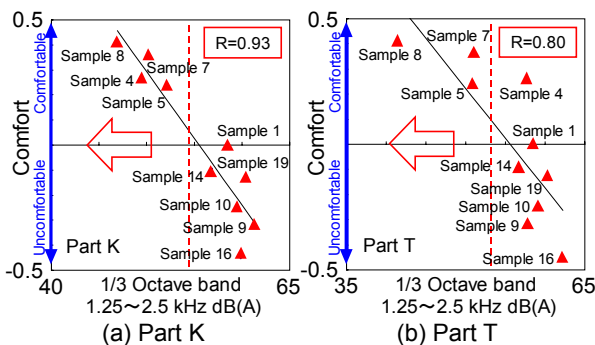 0.5
R=0.93
Sample 8
Sample 7
Sample 4
Sample 5
Sample 1
Sample 14
Sample 19
Sample 10
Sample 9
Sample 16
Comfort
Comfortable
Uncomfortable
Part K
-0.5
40
65
1/3 Octave band
1.25～2.5 kHz dB(A)
(a) Part K
0.5
R=0.80
Sample 8
Sample 7
Sample 5
Sample 4
Sample 1
Sample 14
Sample 19
Sample 10
Sample 9
Sample 16
Comfort
Comfortable
Uncomfortable
Part T
-0.5
35
60
1/3 Octave band
1.25～2.5 kHz dB(A)
(b) Part T